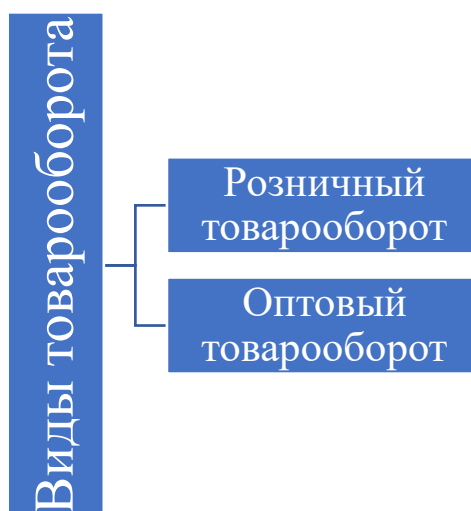 Виды товарооборота
Розничный
товарооборот
Оптовый
товарооборот